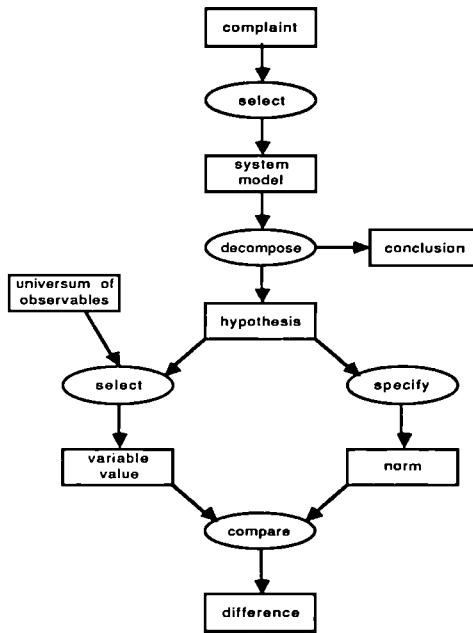 complaint
select
system
model
decompose
conclusion
universum of
observables
hypothesis
select
specify
variable
value
norm
compare
difference